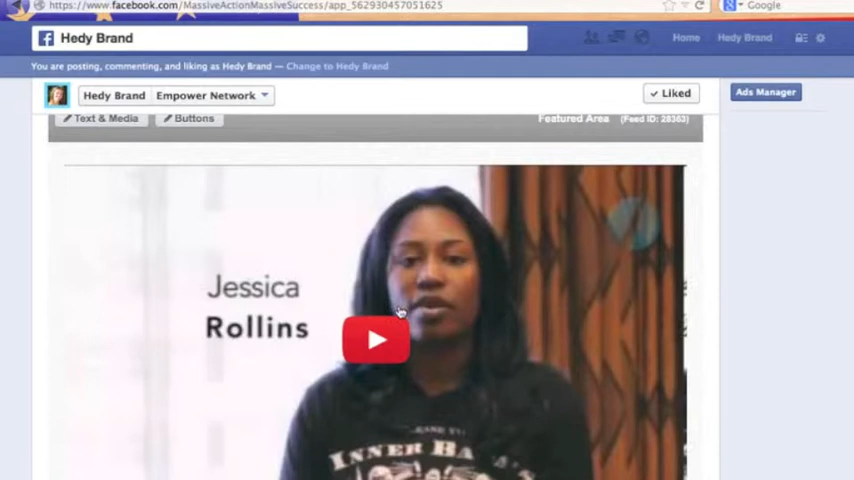 https://www.facebook.com/MassiveActionMassiveSuccess/app_562930457051625
Google
Hedy Brand
Home
Hedy Brand
You are posting, commenting, and liking as Hedy Brand — Change to Hedy Brand
Hedy Brand
Empower Network
Liked
Ads Manager
Text & Media
Buttons
Featured Area
(Feed ID: 28363)
Jessica
Rollins
INNER